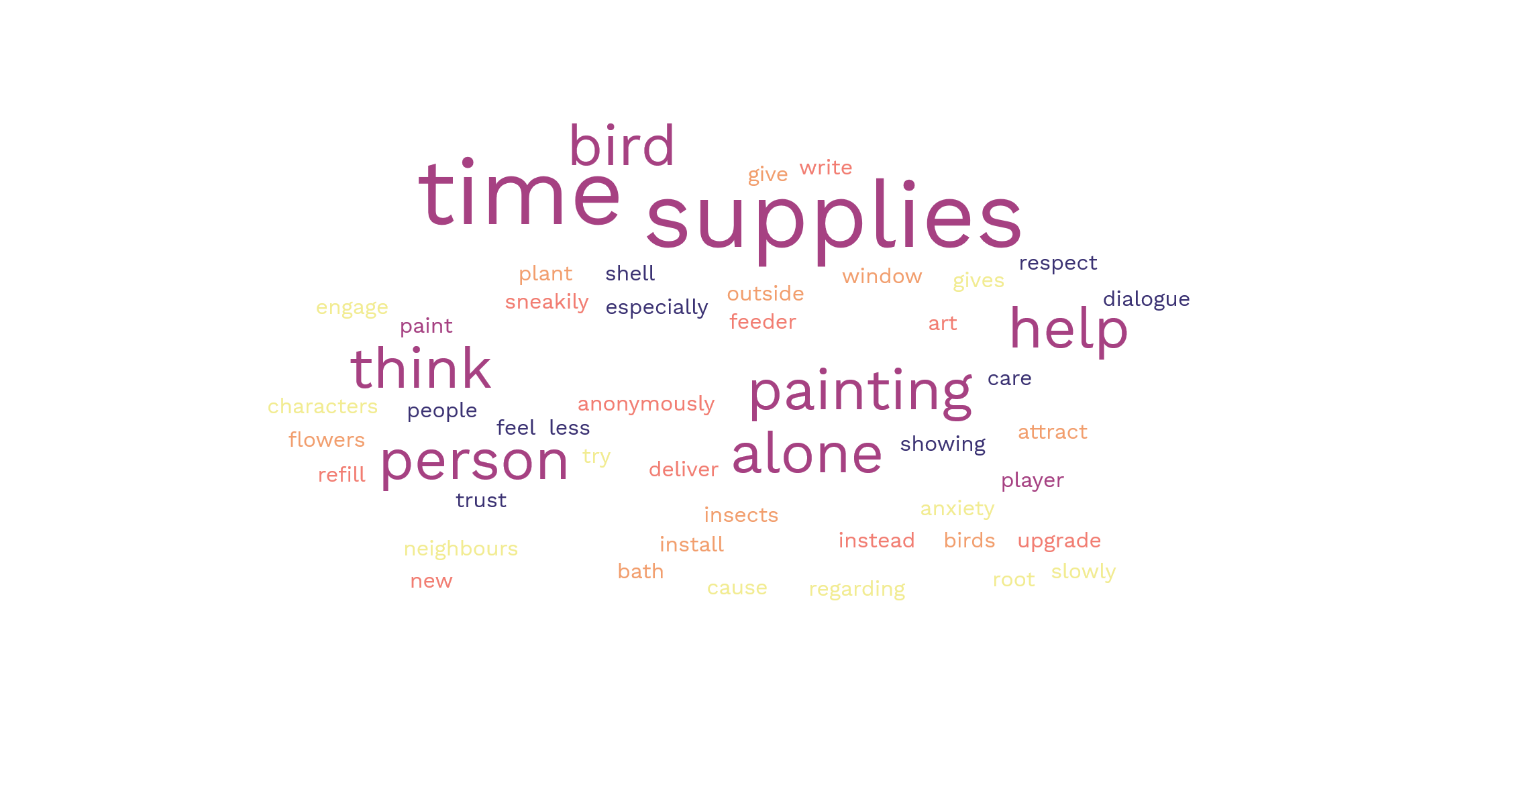 bird
time
give
write
supplies
respect
plant
shell
window
gives
outside
dialogue
sneakily
especially
engage
feeder
art
help
paint
think
care
painting
characters
people
anonymously
feel
less
attract
flowers
showing
alone
try
person
deliver
refill
player
trust
anxiety
insects
instead
birds
upgrade
install
neighbours
bath
slowly
new
root
cause
regarding